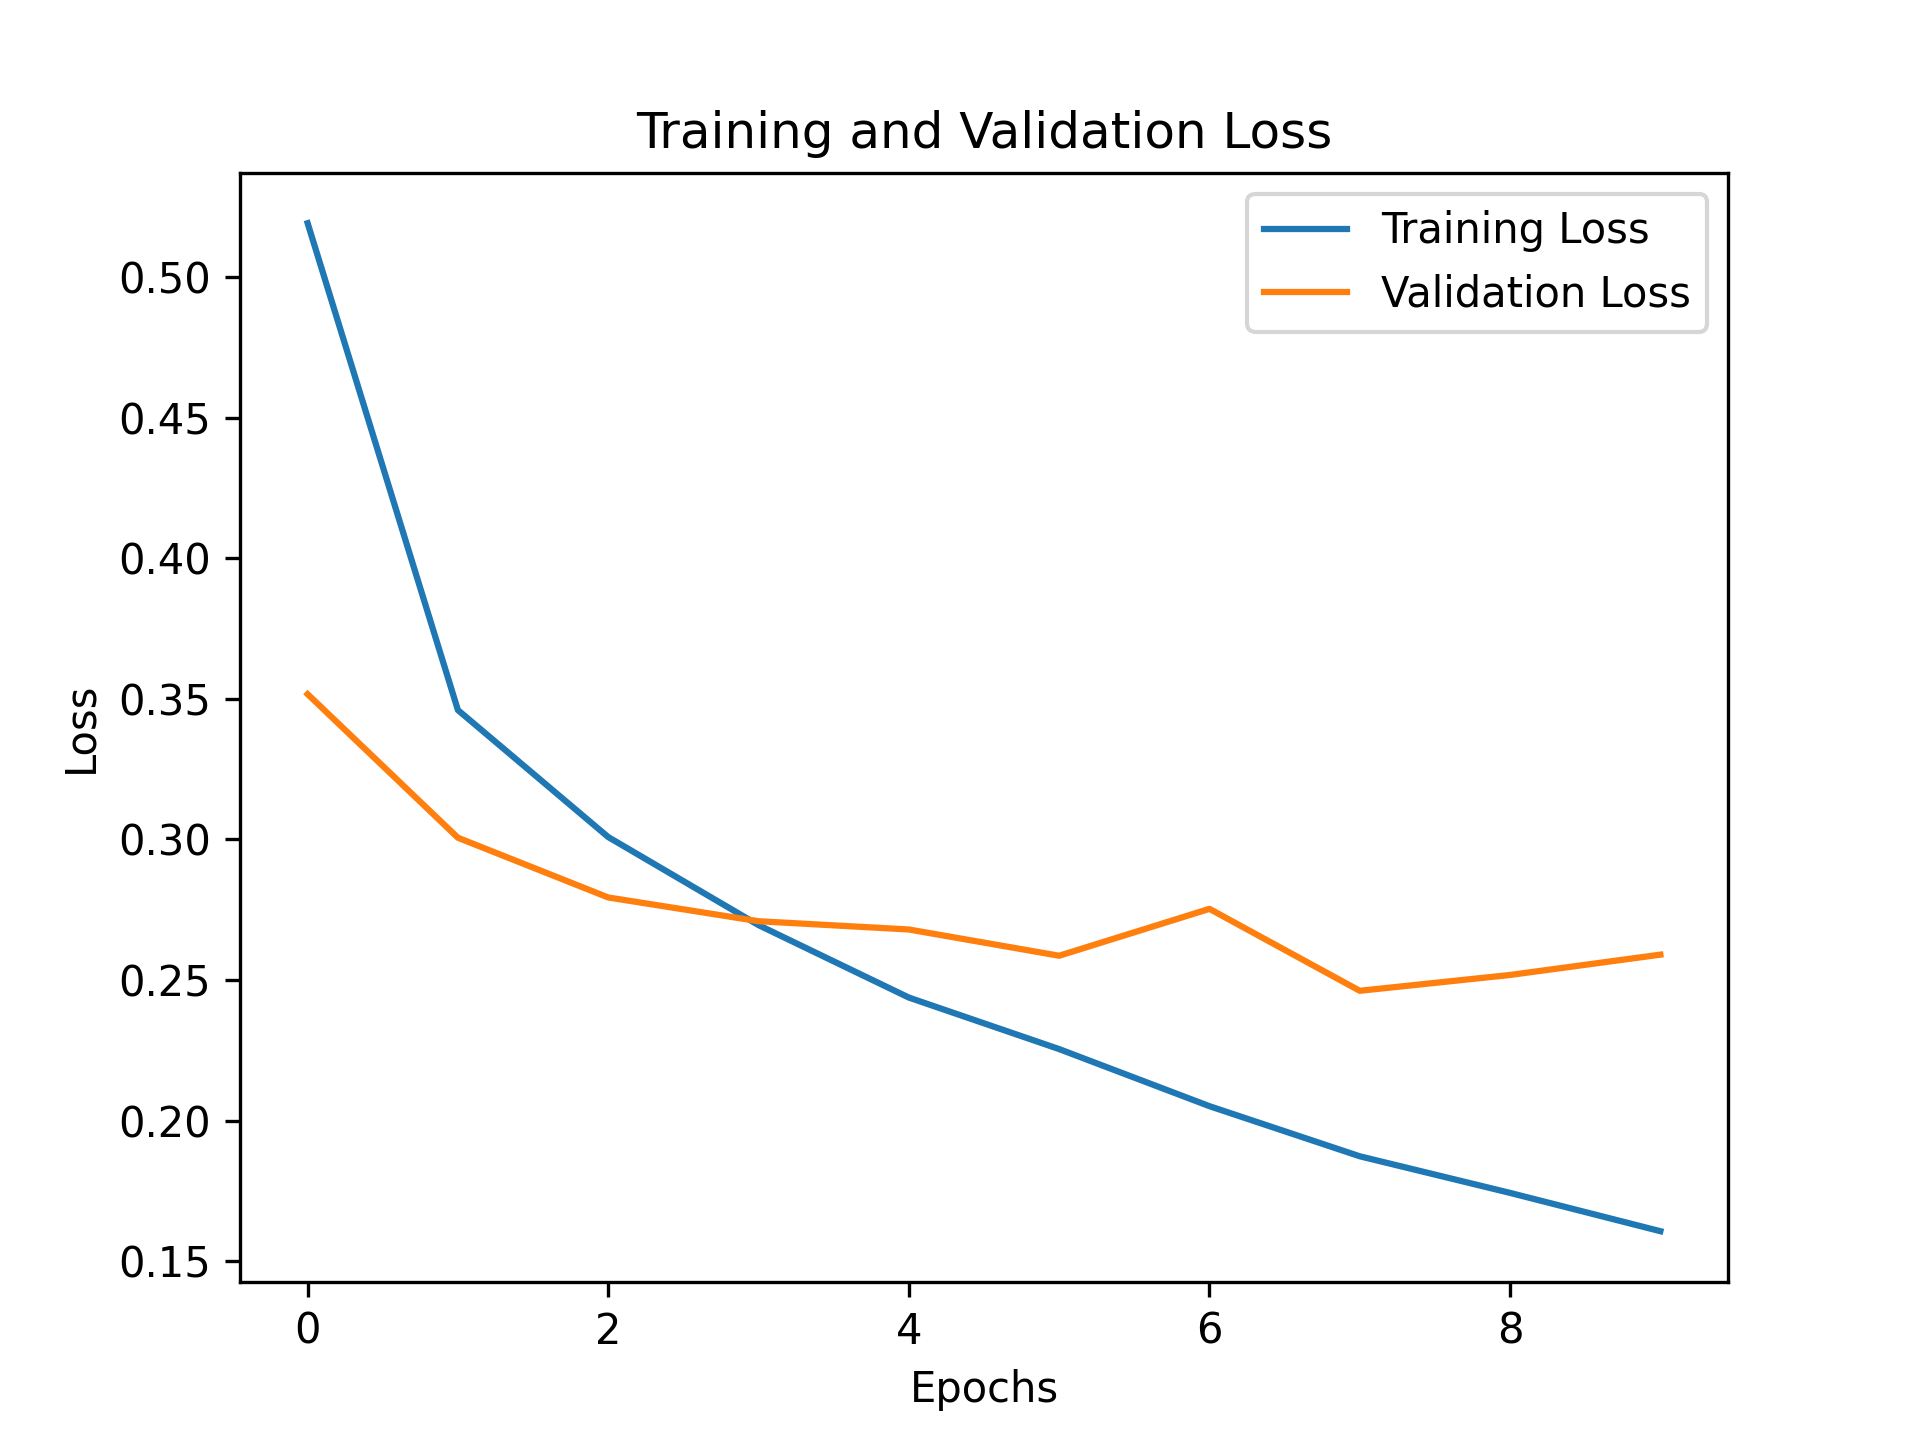 Training and Validation Loss
Training Loss
Validation Loss
0.50
0.45
0.40
0.35
0.30
0.25
0.20
0.15
Loss
0 2 4 6 8
Epochs